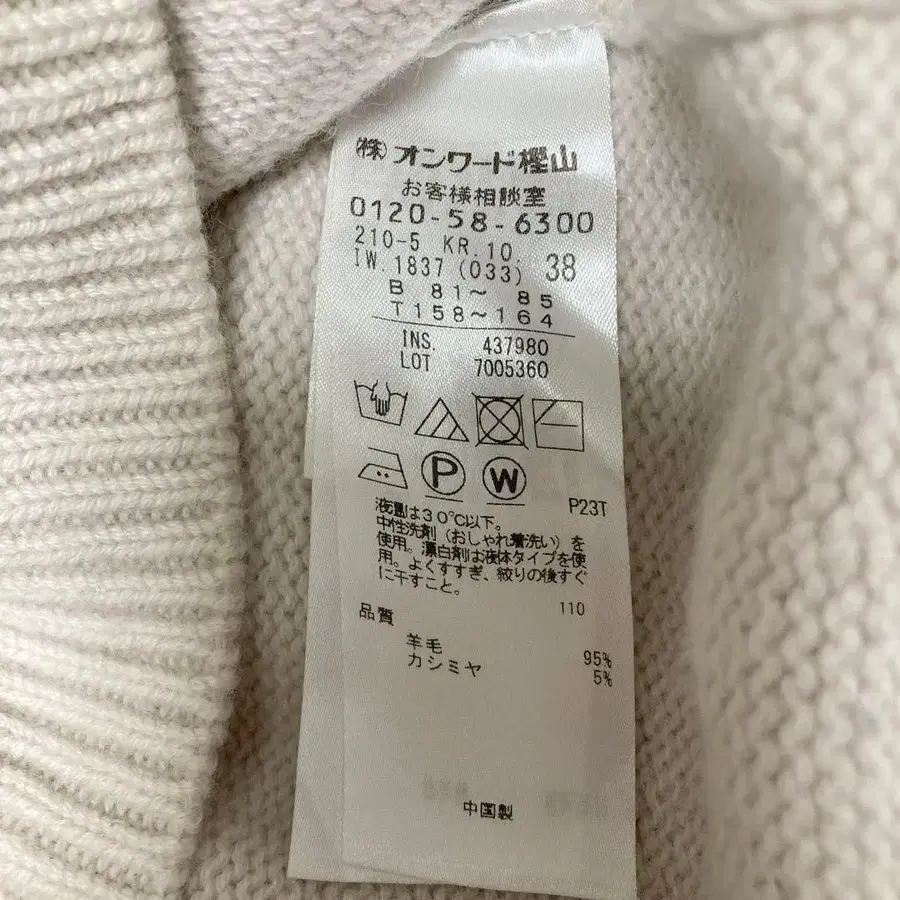 (株)オンワード樫山
お客様相談室
0120-58-6300
210-5 KR.10.
IW.1837 (033) 38
B 81～ 85
T158～164
INS. 437980
LOT 7005360
P W
P23T
液温は30℃以下。
中性洗剤（おしゃれ着洗い）を
使用。漂白剤は液体タイプを使
用。よくすすぎ、絞りの後すぐ
に干すこと。
110
品質
羊毛 95%
カシミヤ 5%
中国製